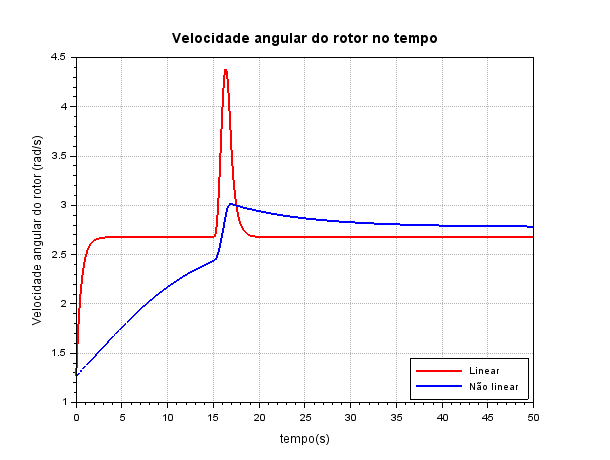 Velocidade angular do rotor no tempo
Velocidade angular do rotor (rad/s)
4.5
4
3.5
3
2.5
2
1.5
1
0 5 10 15 20 25 30 35 40 45 50
tempo(s)
Linear
Não linear